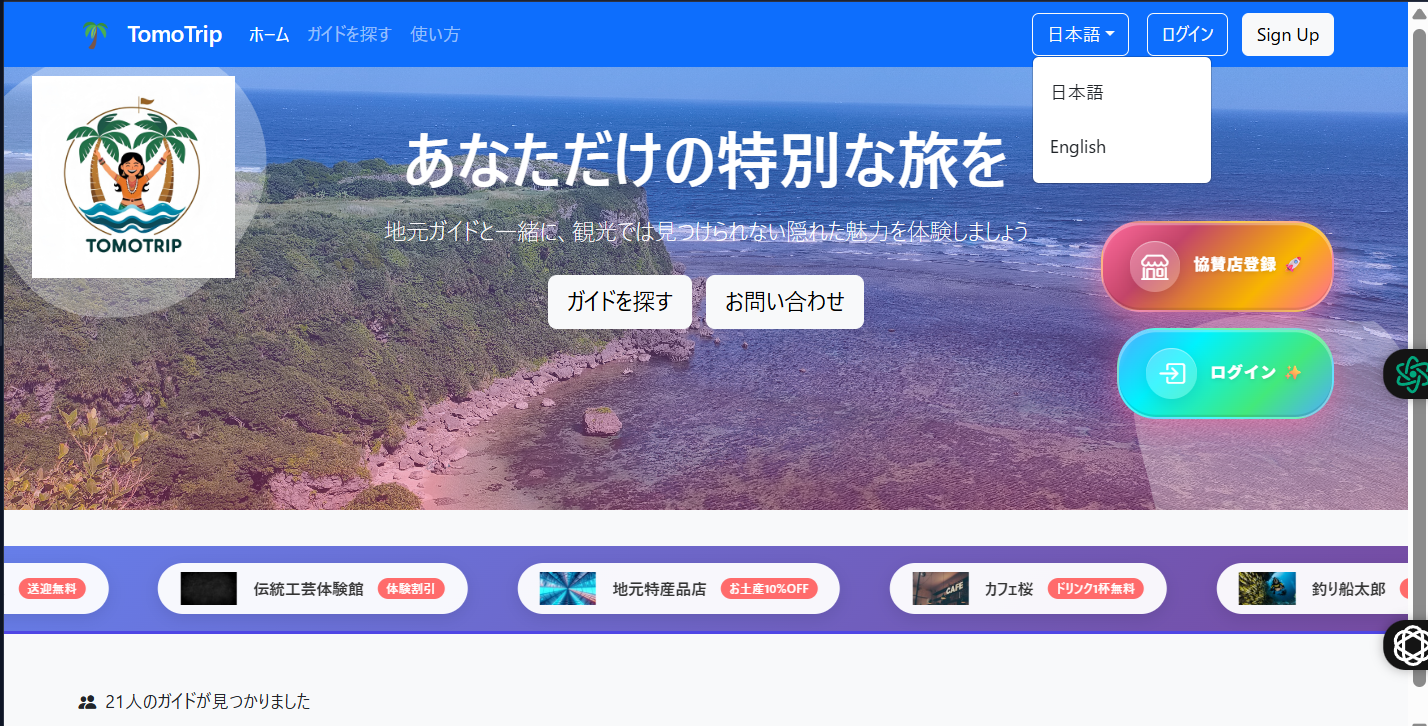 TomoTrip
ホーム
ガイドを探す
使い方
日本語
ログイン
Sign Up
日本語
English
TOMOTRIP
あなただけの特別な旅を
地元ガイドと一緒に、観光では見つけられない隠れた魅力を体験しましょう
ガイドを探す
お問い合わせ
協賛店登録 🚀
ログイン ✨
送迎無料
伝統工芸体験館
体験割引
地元特産品店
お土産10%OFF
CAFE
カフェ桜
ドリンク1杯無料
釣り船太郎
21人のガイドが見つかりました